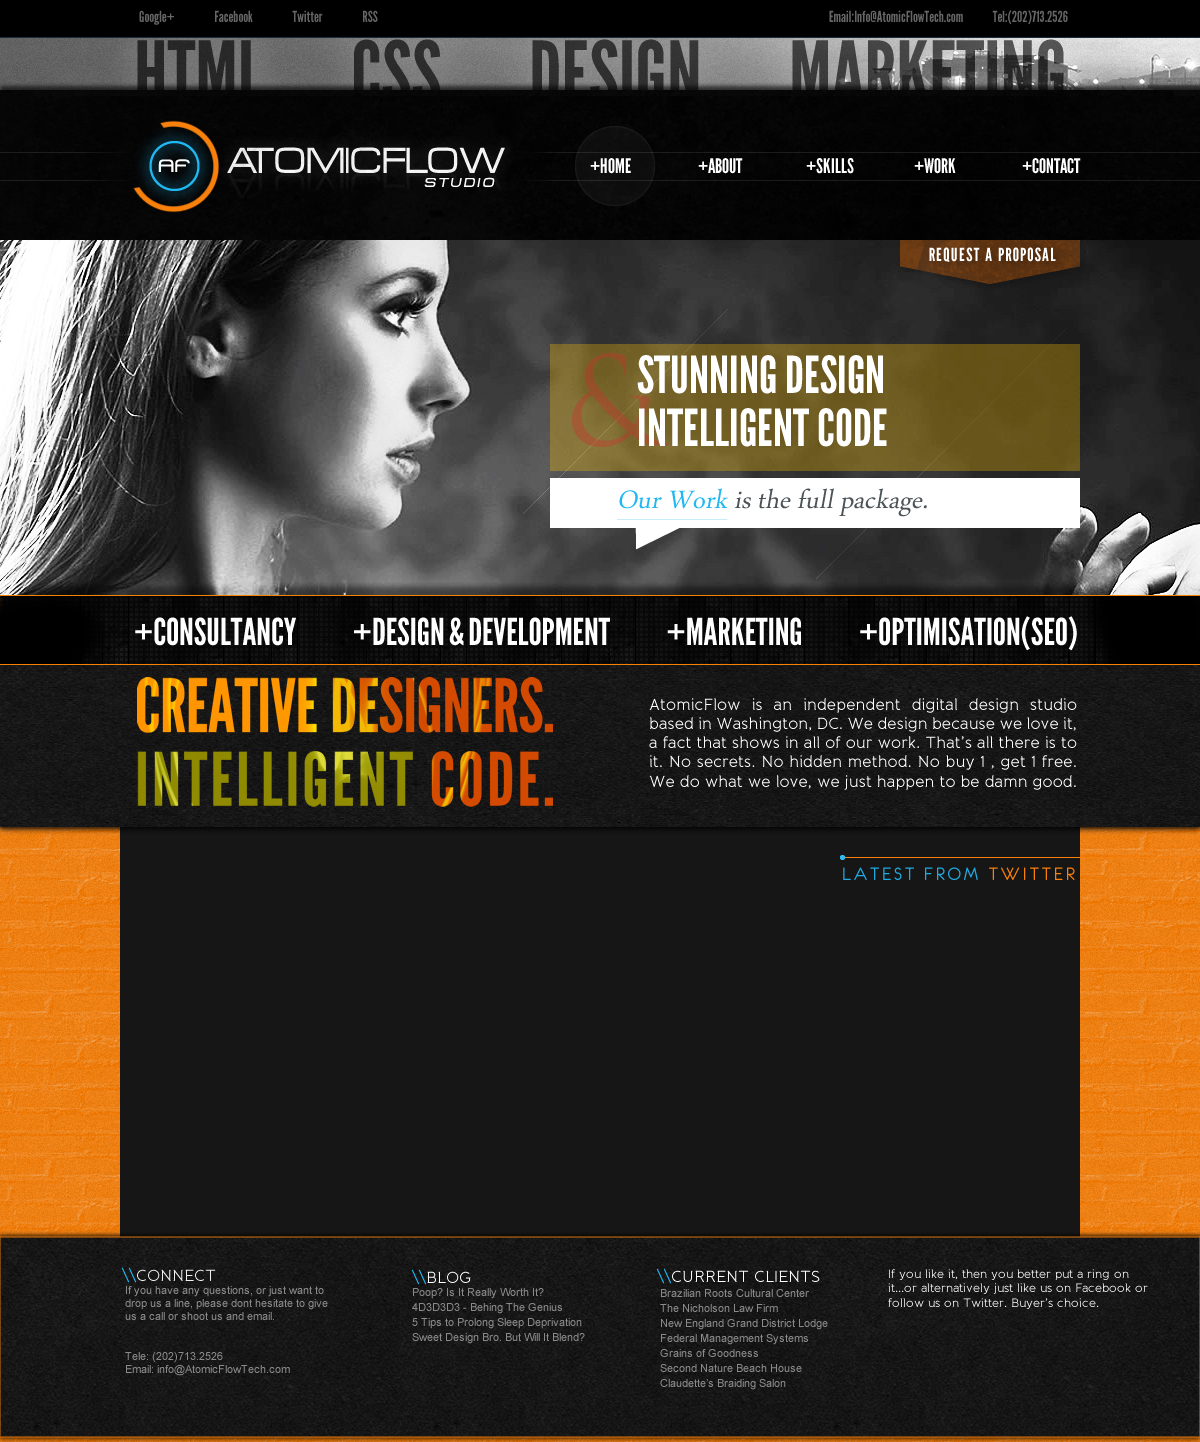 Google+ Facebook Twitter RSS Email:Info@AtomicFlowTech.com Tel:(202)713.2526
HTML CSS DESIGN MARKETING
AF ATOMICFLOW
STUDIO
+HOME +ABOUT +SKILLS +WORK +CONTACT
REQUEST A PROPOSAL
& STUNNING DESIGN
INTELLIGENT CODE
Our Work is the full package.
+CONSULTANCY +DESIGN & DEVELOPMENT +MARKETING +OPTIMISATION(SEO)
CREATIVE DESIGNERS.
INTELLIGENT CODE.
AtomicFlow is an independent digital design studio
based in Washington, DC. We design because we love it,
a fact that shows in all of our work. That's all there is to
it. No secrets. No hidden method. No buy 1 , get 1 free.
We do what we love, we just happen to be damn good.
LATEST FROM TWITTER
\\CONNECT
If you have any questions, or just want to
drop us a line, please dont hesitate to give
us a call or shoot us and email.
Tele: (202)713.2526
Email: info@AtomicFlowTech.com
\\BLOG
Poop? Is It Really Worth It?
4D3D3D3 - Behing The Genius
5 Tips to Prolong Sleep Deprivation
Sweet Design Bro. But Will It Blend?
\\CURRENT CLIENTS
Brazilian Roots Cultural Center
The Nicholson Law Firm
New England Grand District Lodge
Federal Management Systems
Grains of Goodness
Second Nature Beach House
Claudette's Braiding Salon
If you like it, then you better put a ring on
it...or alternatively just like us on Facebook or
follow us on Twitter. Buyer's choice.